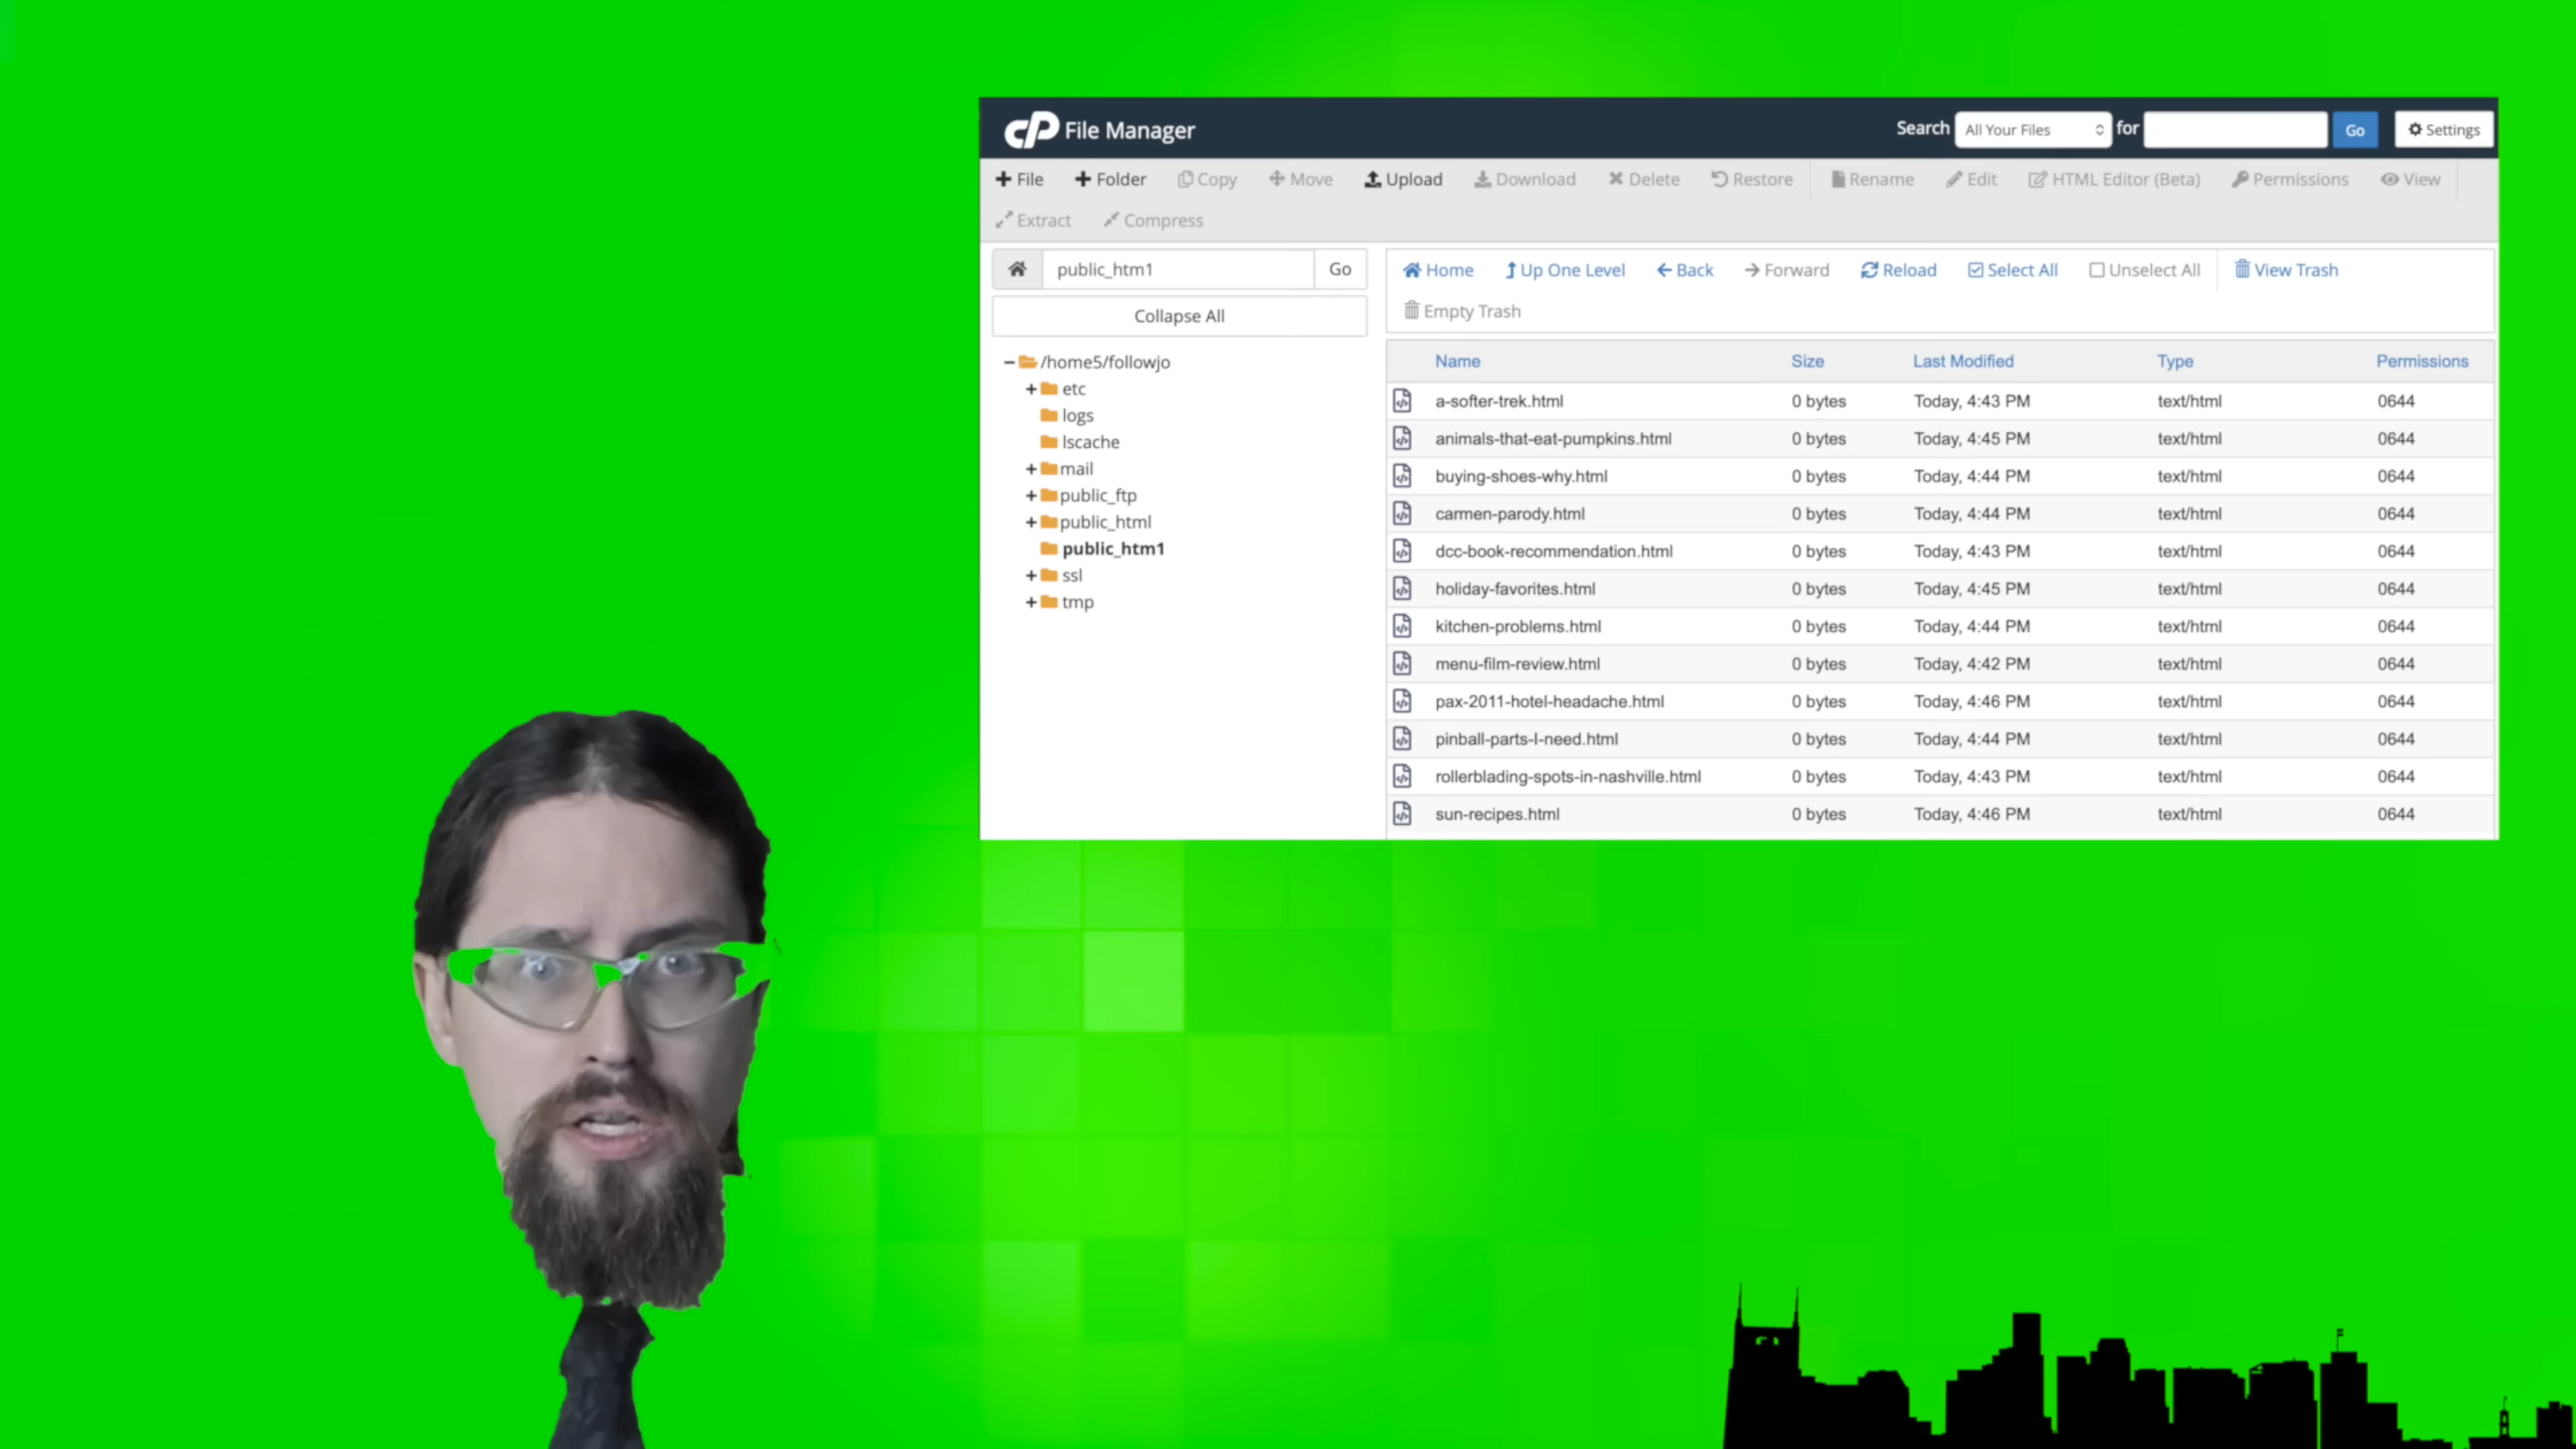 cP File Manager
Search All Your Files for Go Settings
File Folder Copy Move Upload Download Delete Restore Rename Edit HTML Editor (Beta) Permissions View
Extract Compress
public_htm1 Go
Collapse All
/home5/followjo
etc
logs
lscache
mail
public_ftp
public_html
public_htm1
ssl
tmp
Home Up One Level Back Forward Reload Select All Unselect All View Trash
Empty Trash
Name Size Last Modified Type Permissions
a-softer-trek.html 0 bytes Today, 4:43 PM text/html 0644
animals-that-eat-pumpkins.html 0 bytes Today, 4:45 PM text/html 0644
buying-shoes-why.html 0 bytes Today, 4:44 PM text/html 0644
carmen-parody.html 0 bytes Today, 4:44 PM text/html 0644
dcc-book-recommendation.html 0 bytes Today, 4:43 PM text/html 0644
holiday-favorites.html 0 bytes Today, 4:45 PM text/html 0644
kitchen-problems.html 0 bytes Today, 4:44 PM text/html 0644
menu-film-review.html 0 bytes Today, 4:42 PM text/html 0644
pax-2011-hotel-headache.html 0 bytes Today, 4:46 PM text/html 0644
pinball-parts-I-need.html 0 bytes Today, 4:44 PM text/html 0644
rollerblading-spots-in-nashville.html 0 bytes Today, 4:43 PM text/html 0644
sun-recipes.html 0 bytes Today, 4:46 PM text/html 0644